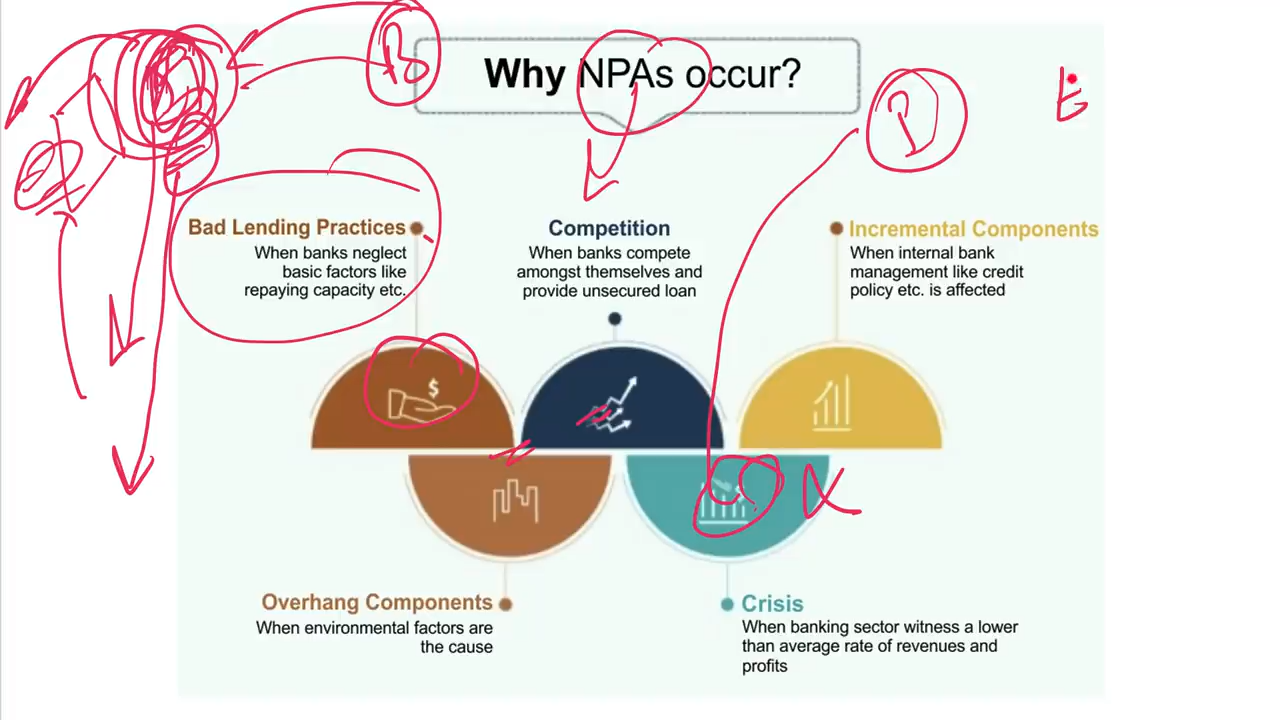 B
Why NPAs occur?
D
E
Bad Lending Practices
When banks neglect
basic factors like
repaying capacity etc.
Competition
When banks compete
amongst themselves and
provide unsecured loan
Incremental Components
When internal bank
management like credit
policy etc. is affected
$
Overhang Components
When environmental factors are
the cause
Crisis
When banking sector witness a lower
than average rate of revenues and
profits